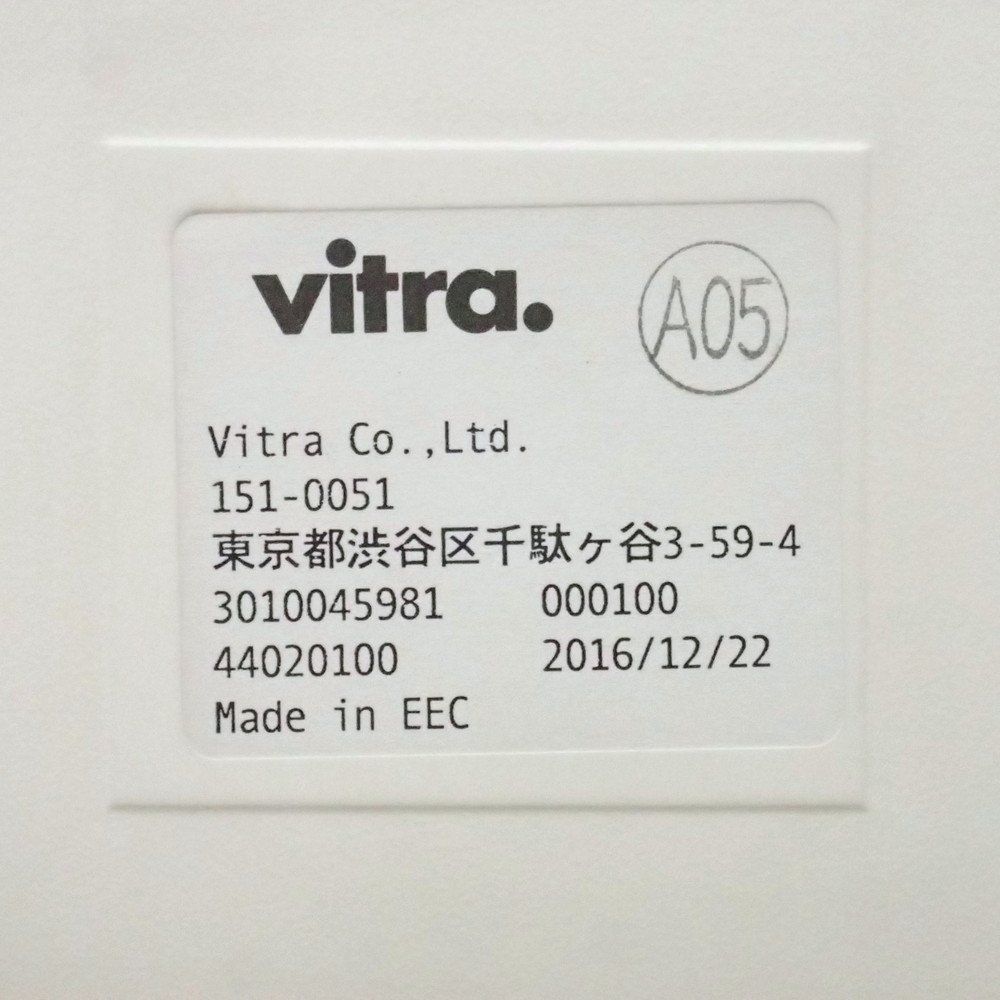 vitra.
A05
Vitra Co.,Ltd.
151-0051
東京都渋谷区千駄ヶ谷3-59-4
3010045981 000100
44020100 2016/12/22
Made in EEC